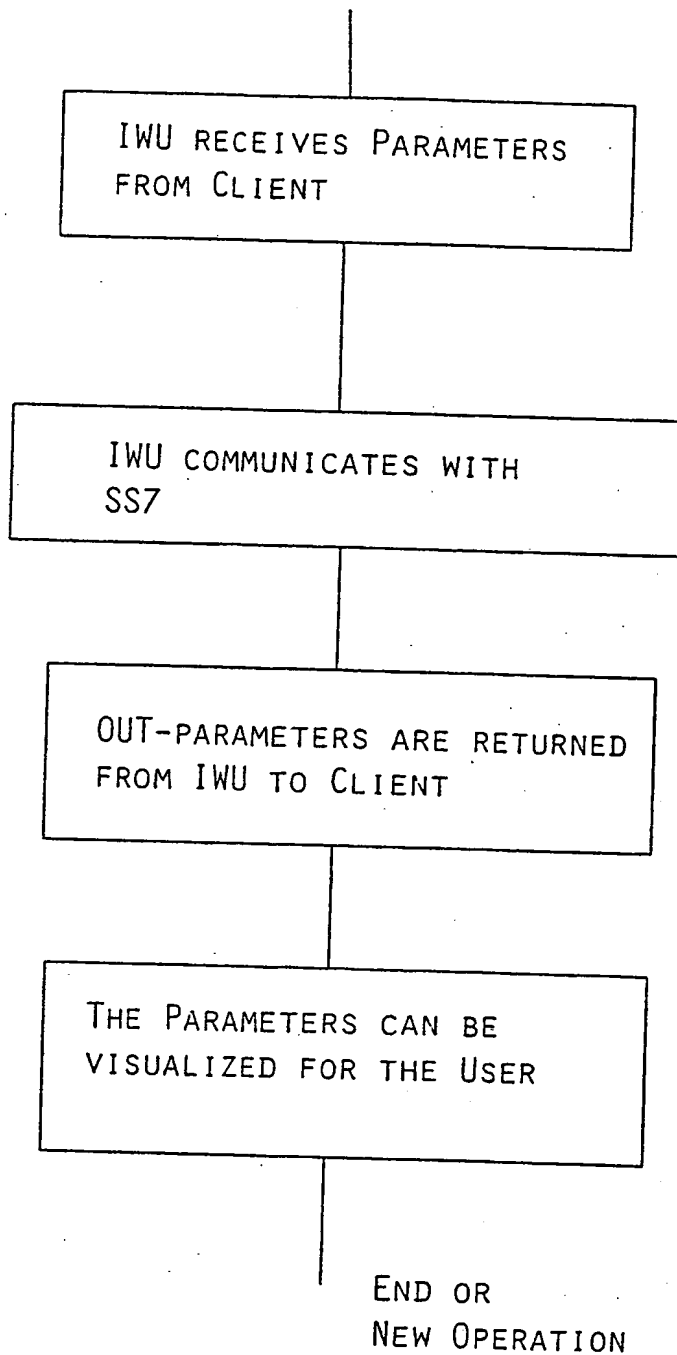 IWU RECEIVES PARAMETERS
FROM CLIENT
IWU COMMUNICATES WITH
SS7
OUT-PARAMETERS ARE RETURNED
FROM IWU TO CLIENT
THE PARAMETERS CAN BE
VISUALIZED FOR THE USER
END OR
NEW OPERATION